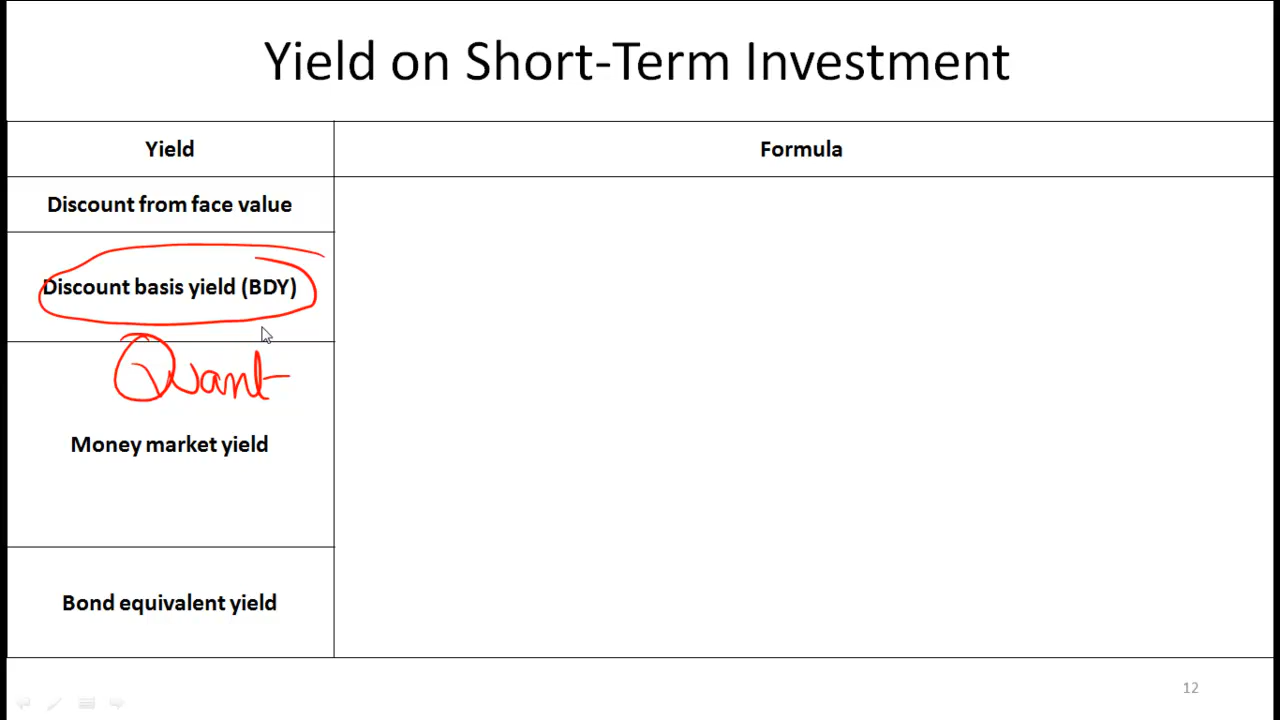 Yield on Short-Term Investment
Yield
Formula
Discount from face value
Discount basis yield (BDY)
Quant
Money market yield
Bond equivalent yield
12